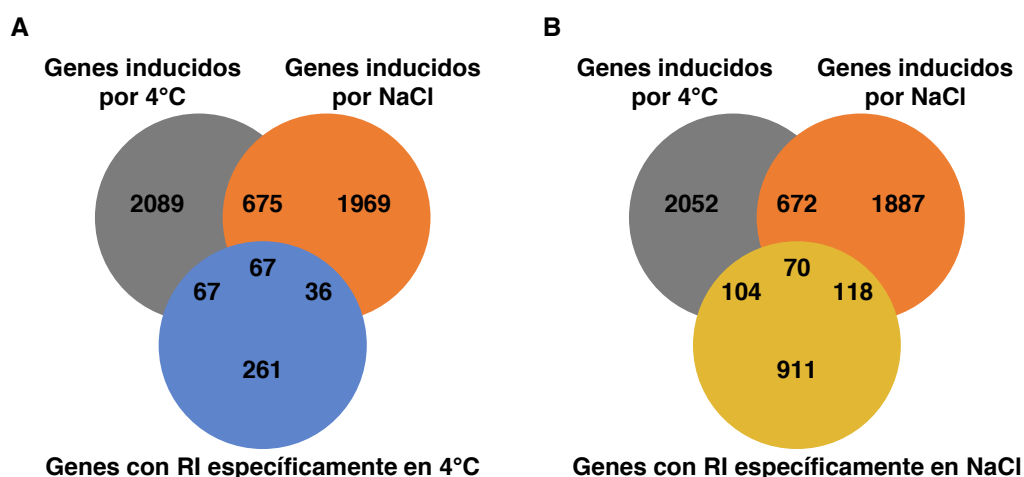 A
Genes inducidos
por 4°C
Genes inducidos
por NaCl
2089
675
1969
67
67
36
261
Genes con RI específicamente en 4°C
B
Genes inducidos
por 4°C
Genes inducidos
por NaCl
2052
672
1887
70
104
118
911
Genes con RI específicamente en NaCl